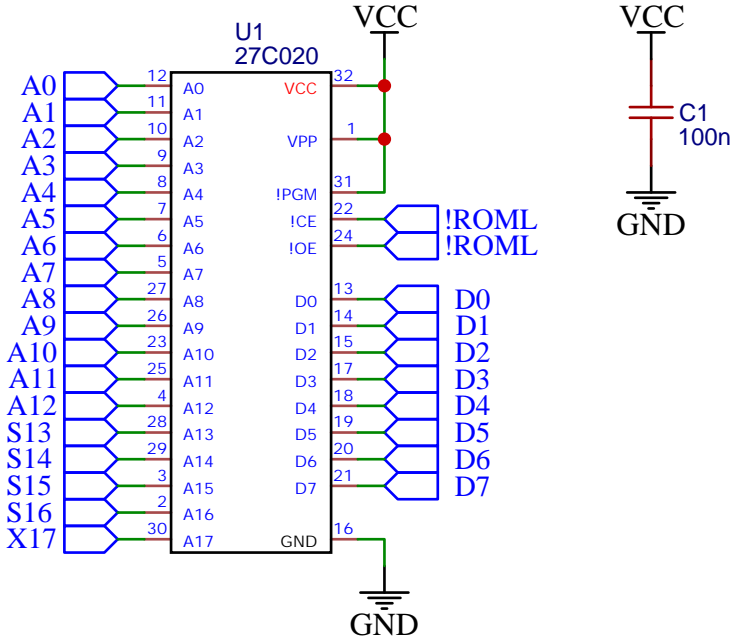 VCC
VCC
U1
27C020
A0 12 A0 VCC 32
A1 11 A1
A2 10 A2 VPP 1
C1
100n
A3 9 A3
A4 8 A4 !PGM 31
A5 7 A5 !CE 22 !ROML
GND
A6 6 A6 !OE 24 !ROML
A7 5 A7
A8 27 A8 D0 13 D0
A9 26 A9 D1 14 D1
A10 23 A10 D2 15 D2
A11 25 A11 D3 17 D3
A12 4 A12 D4 18 D4
S13 28 A13 D5 19 D5
S14 29 A14 D6 20 D6
S15 3 A15 D7 21 D7
S16 2 A16
X17 30 A17 GND 16
GND